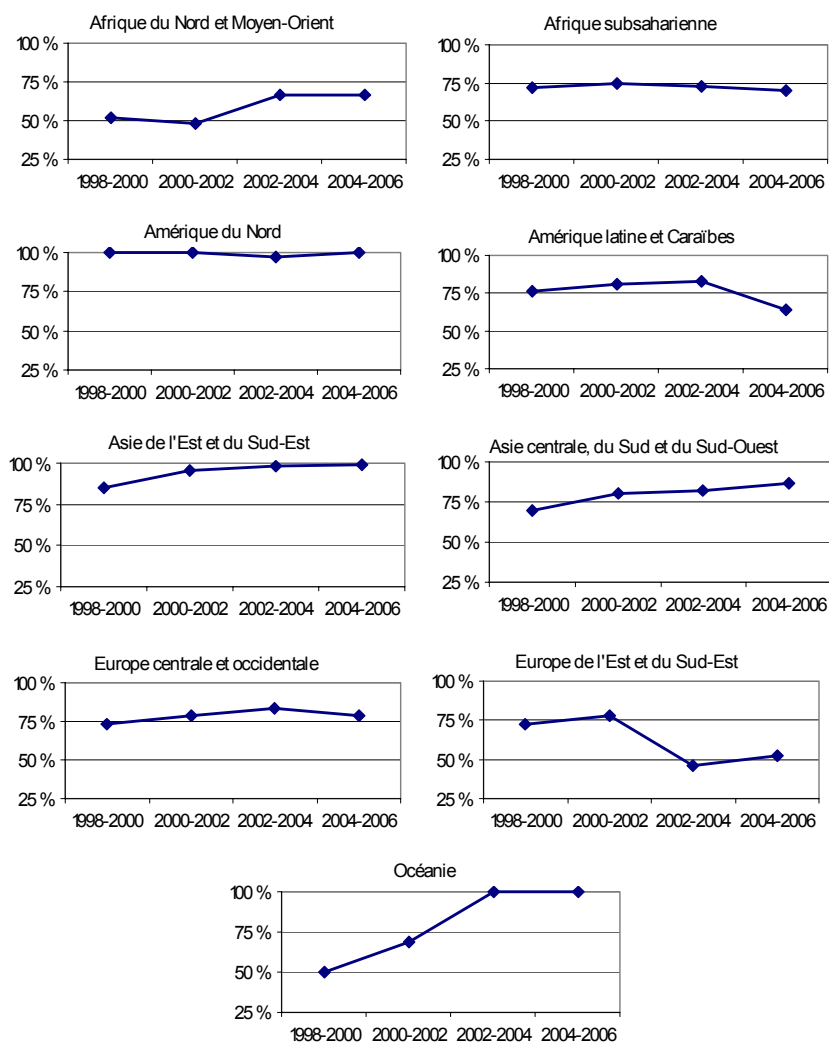 Afrique du Nord et Moyen-Orient
100 %
75 %
50 %
25 %
1998-2000 2000-2002 2002-2004 2004-2006
Afrique subsaharienne
100 %
75 %
50 %
25 %
1998-2000 2000-2002 2002-2004 2004-2006
Amérique du Nord
100 %
75 %
50 %
25 %
1998-2000 2000-2002 2002-2004 2004-2006
Amérique latine et Caraïbes
100 %
75 %
50 %
25 %
1998-2000 2000-2002 2002-2004 2004-2006
Asie de l'Est et du Sud-Est
100 %
75 %
50 %
25 %
1998-2000 2000-2002 2002-2004 2004-2006
Asie centrale, du Sud et du Sud-Ouest
100 %
75 %
50 %
25 %
1998-2000 2000-2002 2002-2004 2004-2006
Europe centrale et occidentale
100 %
75 %
50 %
25 %
1998-2000 2000-2002 2002-2004 2004-2006
Europe de l'Est et du Sud-Est
100 %
75 %
50 %
25 %
1998-2000 2000-2002 2002-2004 2004-2006
Océanie
100 %
75 %
50 %
25 %
1998-2000 2000-2002 2002-2004 2004-2006